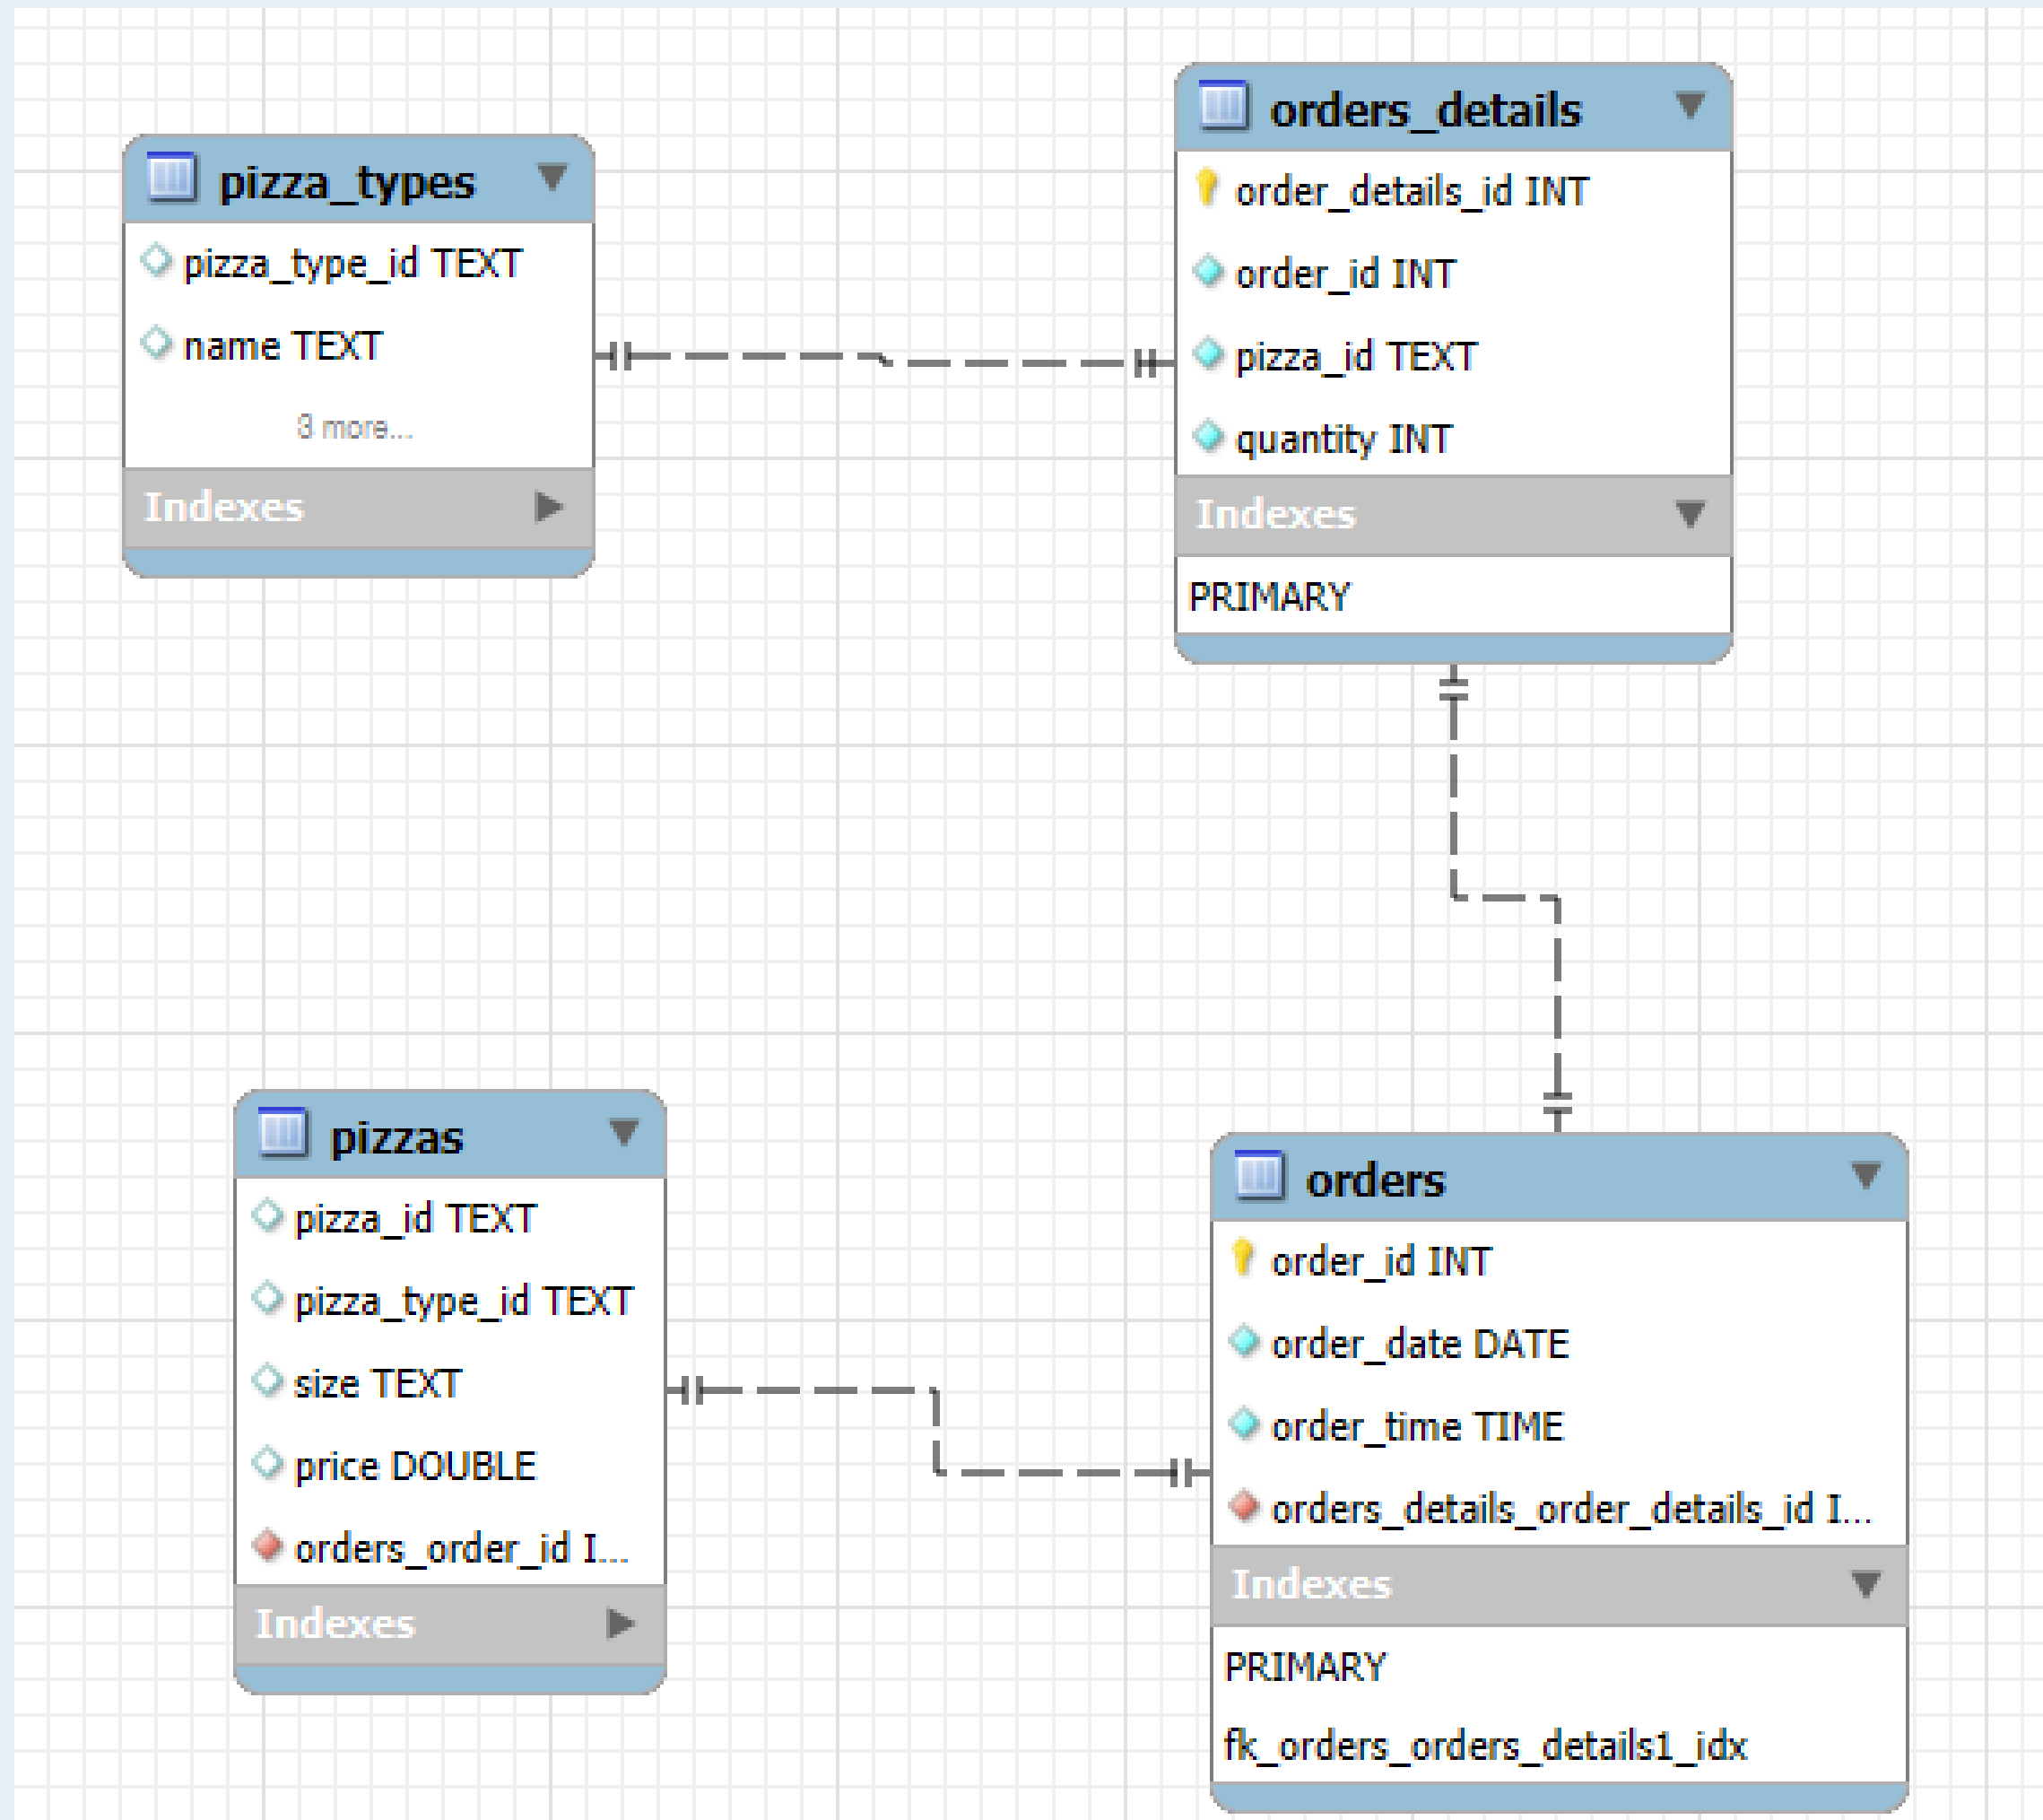 pizza_types
pizza_type_id TEXT
name TEXT
3 more...
Indexes
orders_details
order_details_id INT
order_id INT
pizza_id TEXT
quantity INT
Indexes
PRIMARY
pizzas
pizza_id TEXT
pizza_type_id TEXT
size TEXT
price DOUBLE
orders_order_id I...
Indexes
orders
order_id INT
order_date DATE
order_time TIME
orders_details_order_details_id I...
Indexes
PRIMARY
fk_orders_orders_details1_idx